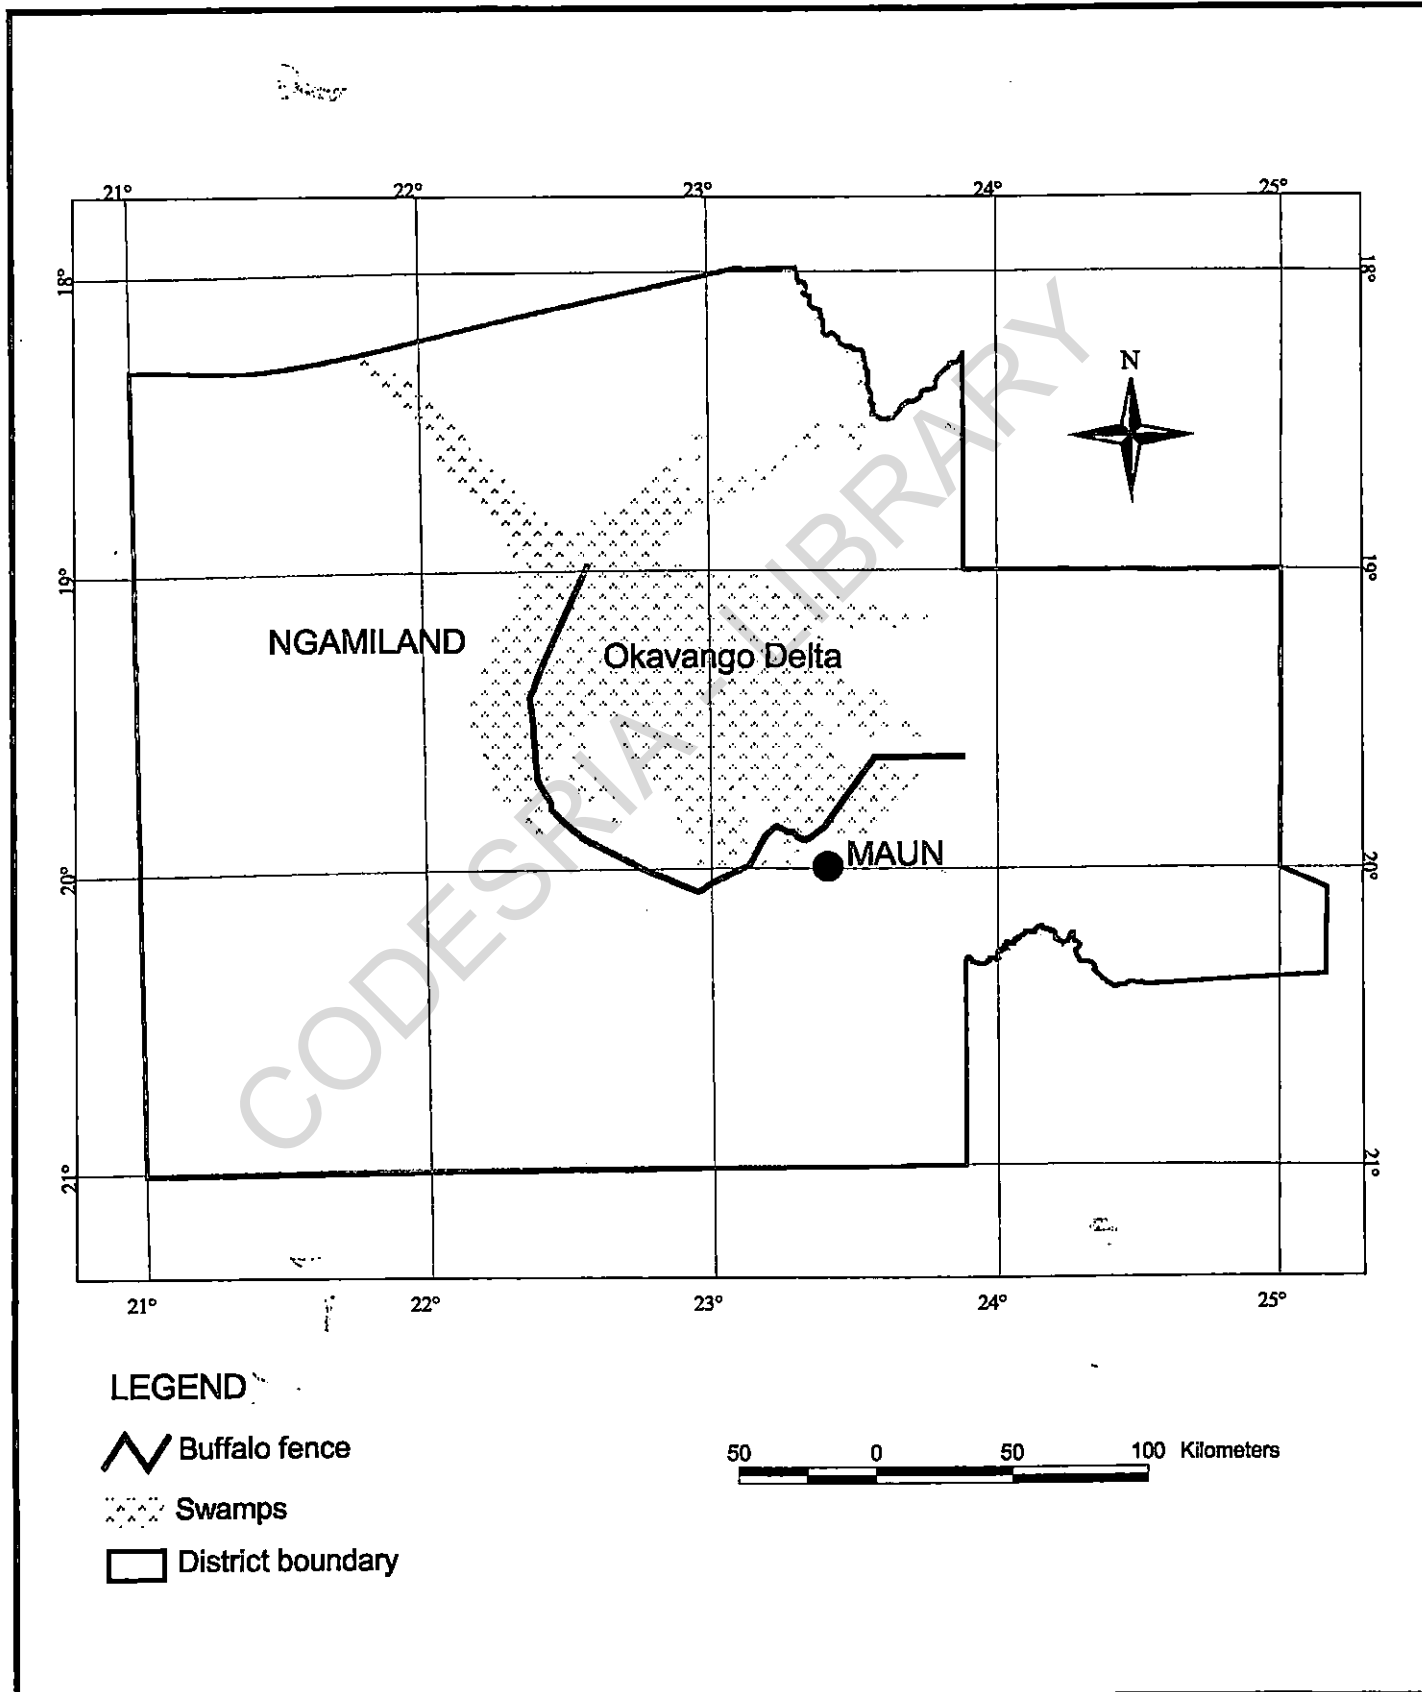 21° 22° 23° 24° 25°
18° 18°
N
19° 19°
NGAMILAND
Okavango Delta
MAUN
20° 20°
21° 21°
21° 22° 23° 24° 25°
CODESRIA - LIBRARY
LEGEND
Buffalo fence
Swamps
District boundary
50 0 50 100 Kilometers